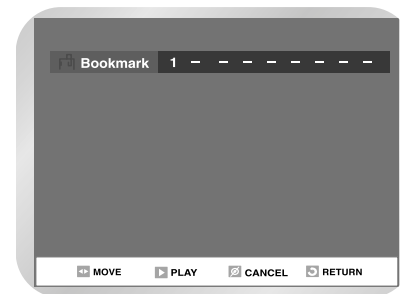 Bookmark 1 – – – – – – – – –
MOVE PLAY CANCEL RETURN